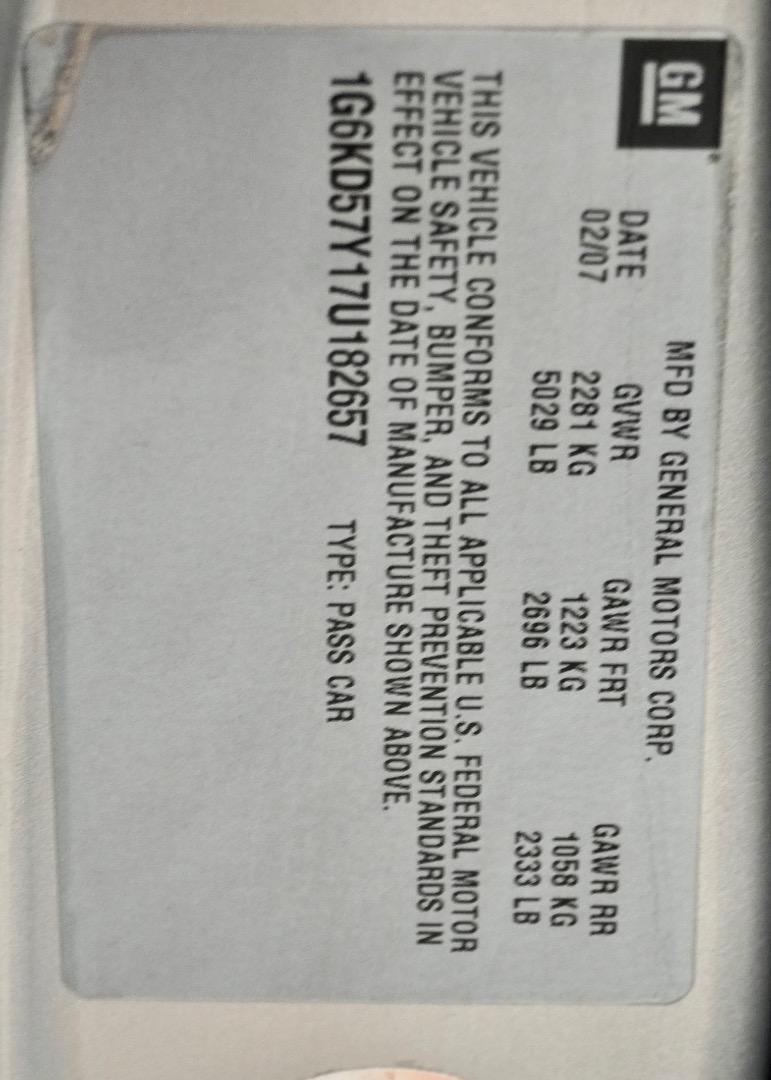 GM
MFD BY GENERAL MOTORS CORP.
DATE GVWR GAWR FRT GAWR RR
02/07 2281 KG 1223 KG 1058 KG
5029 LB 2696 LB 2333 LB
THIS VEHICLE CONFORMS TO ALL APPLICABLE U.S. FEDERAL MOTOR
VEHICLE SAFETY, BUMPER, AND THEFT PREVENTION STANDARDS IN
EFFECT ON THE DATE OF MANUFACTURE SHOWN ABOVE.
1G6KD57Y17U182657 TYPE: PASS CAR